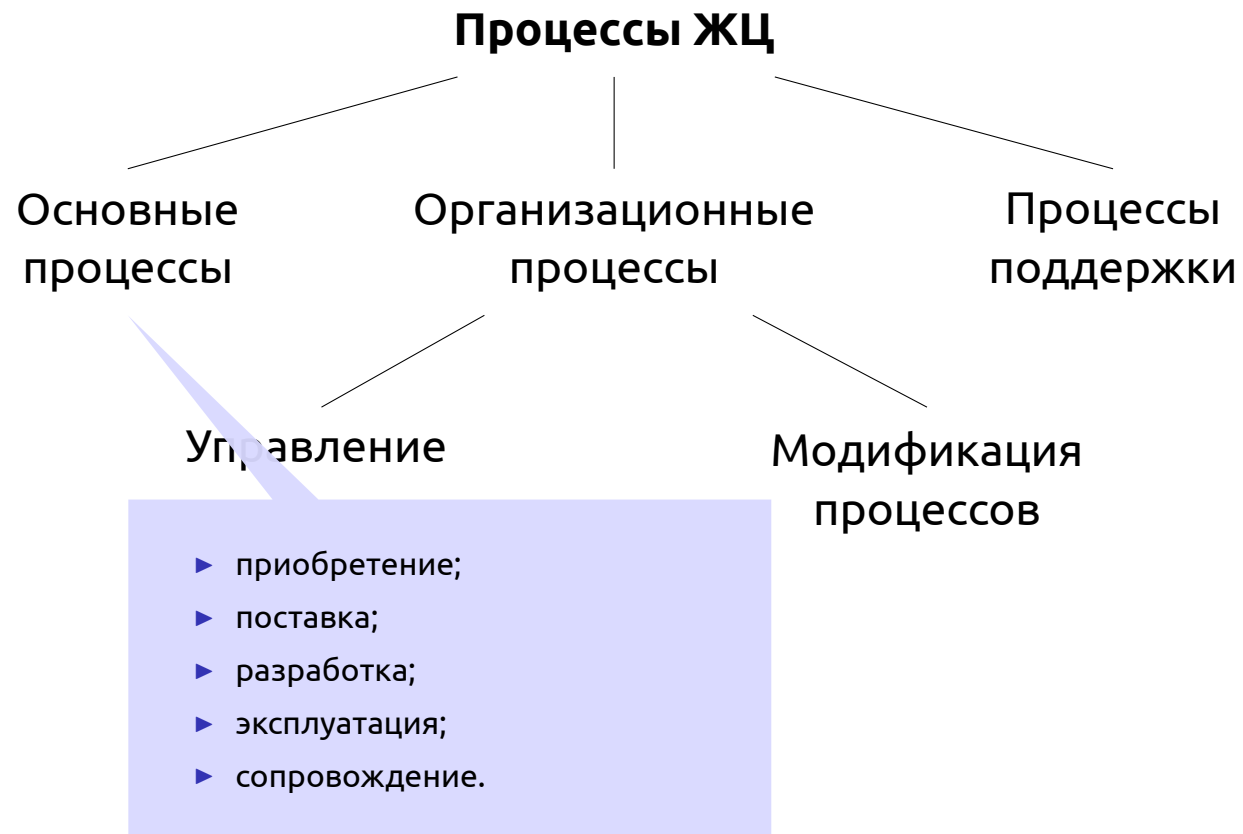 Процессы ЖЦ
Основные
процессы
Организационные
процессы
Процессы
поддержки
Управление
Модификация
процессов
приобретение;
поставка;
разработка;
эксплуатация;
сопровождение.